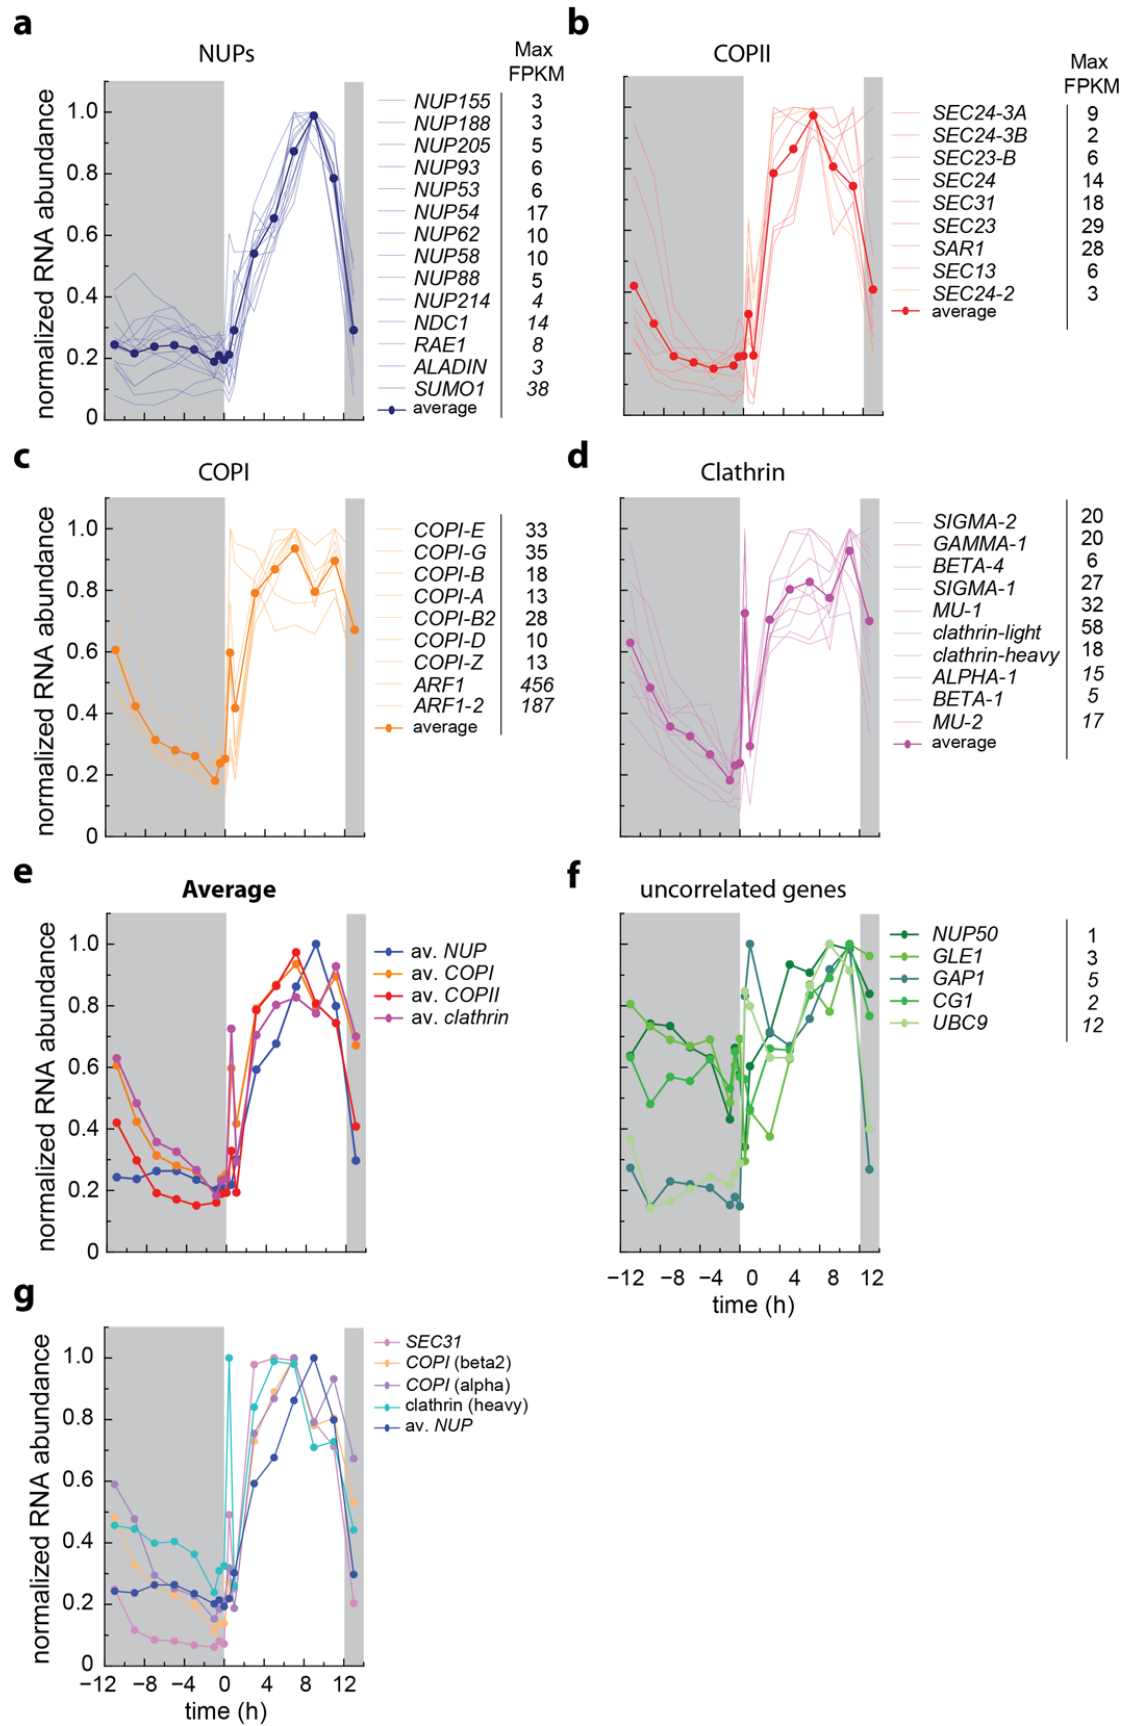 a
NUPs
Max
FPKM
normalized RNA abundance
1.0
0.8
0.6
0.4
0.2
0
NUP155 3
NUP188 3
NUP205 5
NUP93 6
NUP53 6
NUP54 17
NUP62 10
NUP58 10
NUP88 5
NUP214 4
NDC1 14
RAE1 8
ALADIN 3
SUMO1 38
average
b
COPII
Max
FPKM
SEC24-3A 9
SEC24-3B 2
SEC23-B 6
SEC24 14
SEC31 18
SEC23 29
SAR1 28
SEC13 6
SEC24-2 3
average
c
COPI
normalized RNA abundance
1.0
0.8
0.6
0.4
0.2
0
COPI-E 33
COPI-G 35
COPI-B 18
COPI-A 13
COPI-B2 28
COPI-D 10
COPI-Z 13
ARF1 456
ARF1-2 187
average
d
Clathrin
SIGMA-2 20
GAMMA-1 20
BETA-4 6
SIGMA-1 27
MU-1 32
clathrin-light 58
clathrin-heavy 18
ALPHA-1 15
BETA-1 5
MU-2 17
average
e
Average
normalized RNA abundance
1.0
0.8
0.6
0.4
0.2
0
av. NUP
av. COPI
av. COPII
av. clathrin
f
uncorrelated genes
NUP50 1
GLE1 3
GAP1 5
CG1 2
UBC9 12
−12 −8 −4 0 4 8 12
time (h)
g
normalized RNA abundance
1.0
0.8
0.6
0.4
0.2
0
SEC31
COPI (beta2)
COPI (alpha)
clathrin (heavy)
av. NUP
−12 −8 −4 0 4 8 12
time (h)